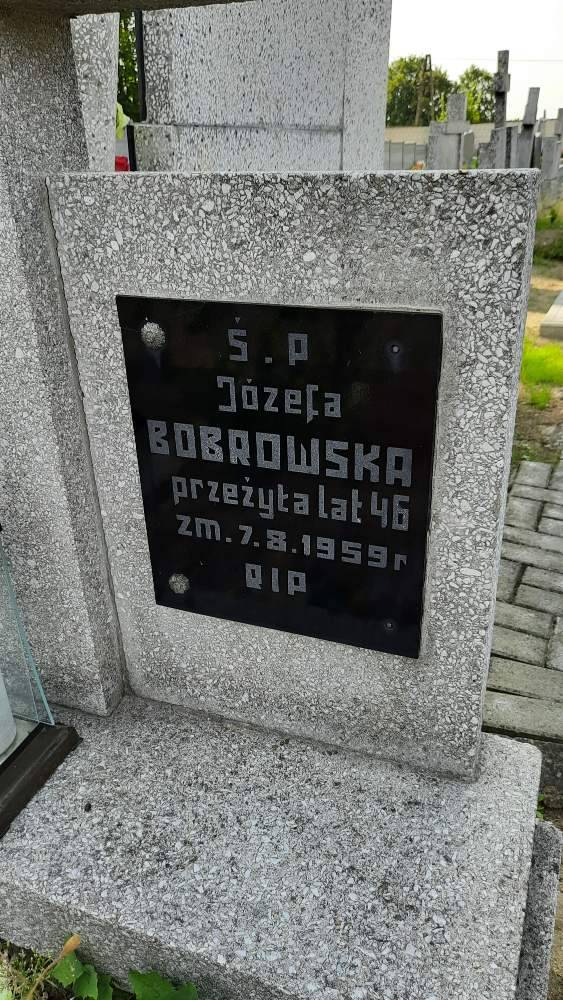 Ś.P
Józefa
BOBROWSKA
przeżyła lat 46
zm. 7.8.1959 r
RIP